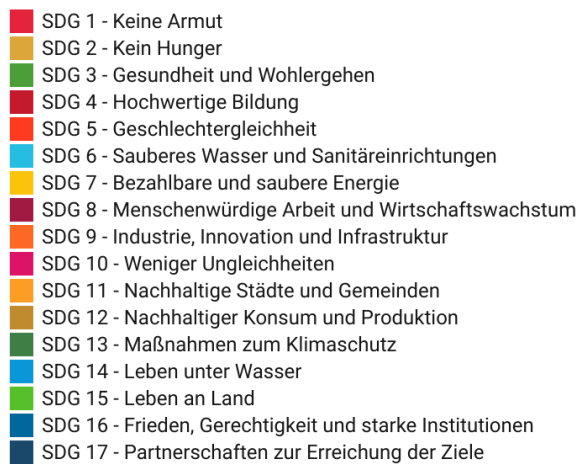 SDG 1 - Keine Armut
SDG 2 - Kein Hunger
SDG 3 - Gesundheit und Wohlergehen
SDG 4 - Hochwertige Bildung
SDG 5 - Geschlechtergleichheit
SDG 6 - Sauberes Wasser und Sanitäreinrichtungen
SDG 7 - Bezahlbare und saubere Energie
SDG 8 - Menschenwürdige Arbeit und Wirtschaftswachstum
SDG 9 - Industrie, Innovation und Infrastruktur
SDG 10 - Weniger Ungleichheiten
SDG 11 - Nachhaltige Städte und Gemeinden
SDG 12 - Nachhaltiger Konsum und Produktion
SDG 13 - Maßnahmen zum Klimaschutz
SDG 14 - Leben unter Wasser
SDG 15 - Leben an Land
SDG 16 - Frieden, Gerechtigkeit und starke Institutionen
SDG 17 - Partnerschaften zur Erreichung der Ziele